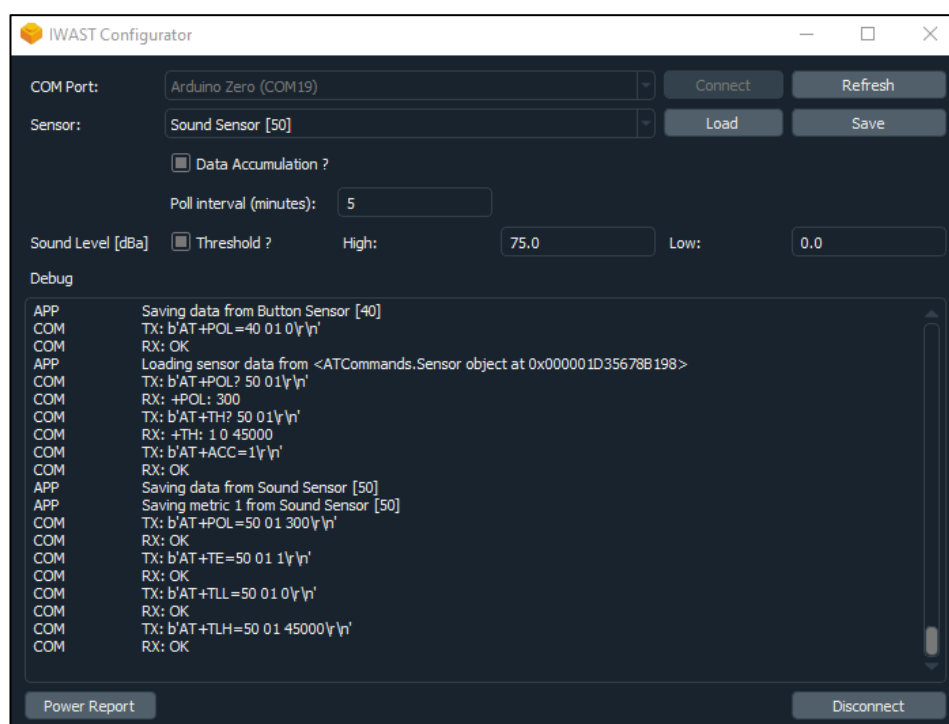 IWAST Configurator
COM Port: Arduino Zero (COM19) Connect Refresh
Sensor: Sound Sensor [50] Load Save
Data Accumulation ?
Poll interval (minutes): 5
Sound Level [dBa] Threshold ? High: 75.0 Low: 0.0
Debug
APP Saving data from Button Sensor [40]
COM TX: b'AT+POL=40 01 0\r\n'
COM RX: OK
APP Loading sensor data from <ATCommands.Sensor object at 0x000001D35678B198>
COM TX: b'AT+POL? 50 01\r\n'
COM RX: +POL: 300
COM TX: b'AT+TH? 50 01\r\n'
COM RX: +TH: 1 0 45000
COM TX: b'AT+ACC=1\r\n'
COM RX: OK
APP Saving data from Sound Sensor [50]
APP Saving metric 1 from Sound Sensor [50]
COM TX: b'AT+POL=50 01 300\r\n'
COM RX: OK
COM TX: b'AT+TE=50 01 1\r\n'
COM RX: OK
COM TX: b'AT+TLL=50 01 0\r\n'
COM RX: OK
COM TX: b'AT+TLH=50 01 45000\r\n'
COM RX: OK
Power Report Disconnect